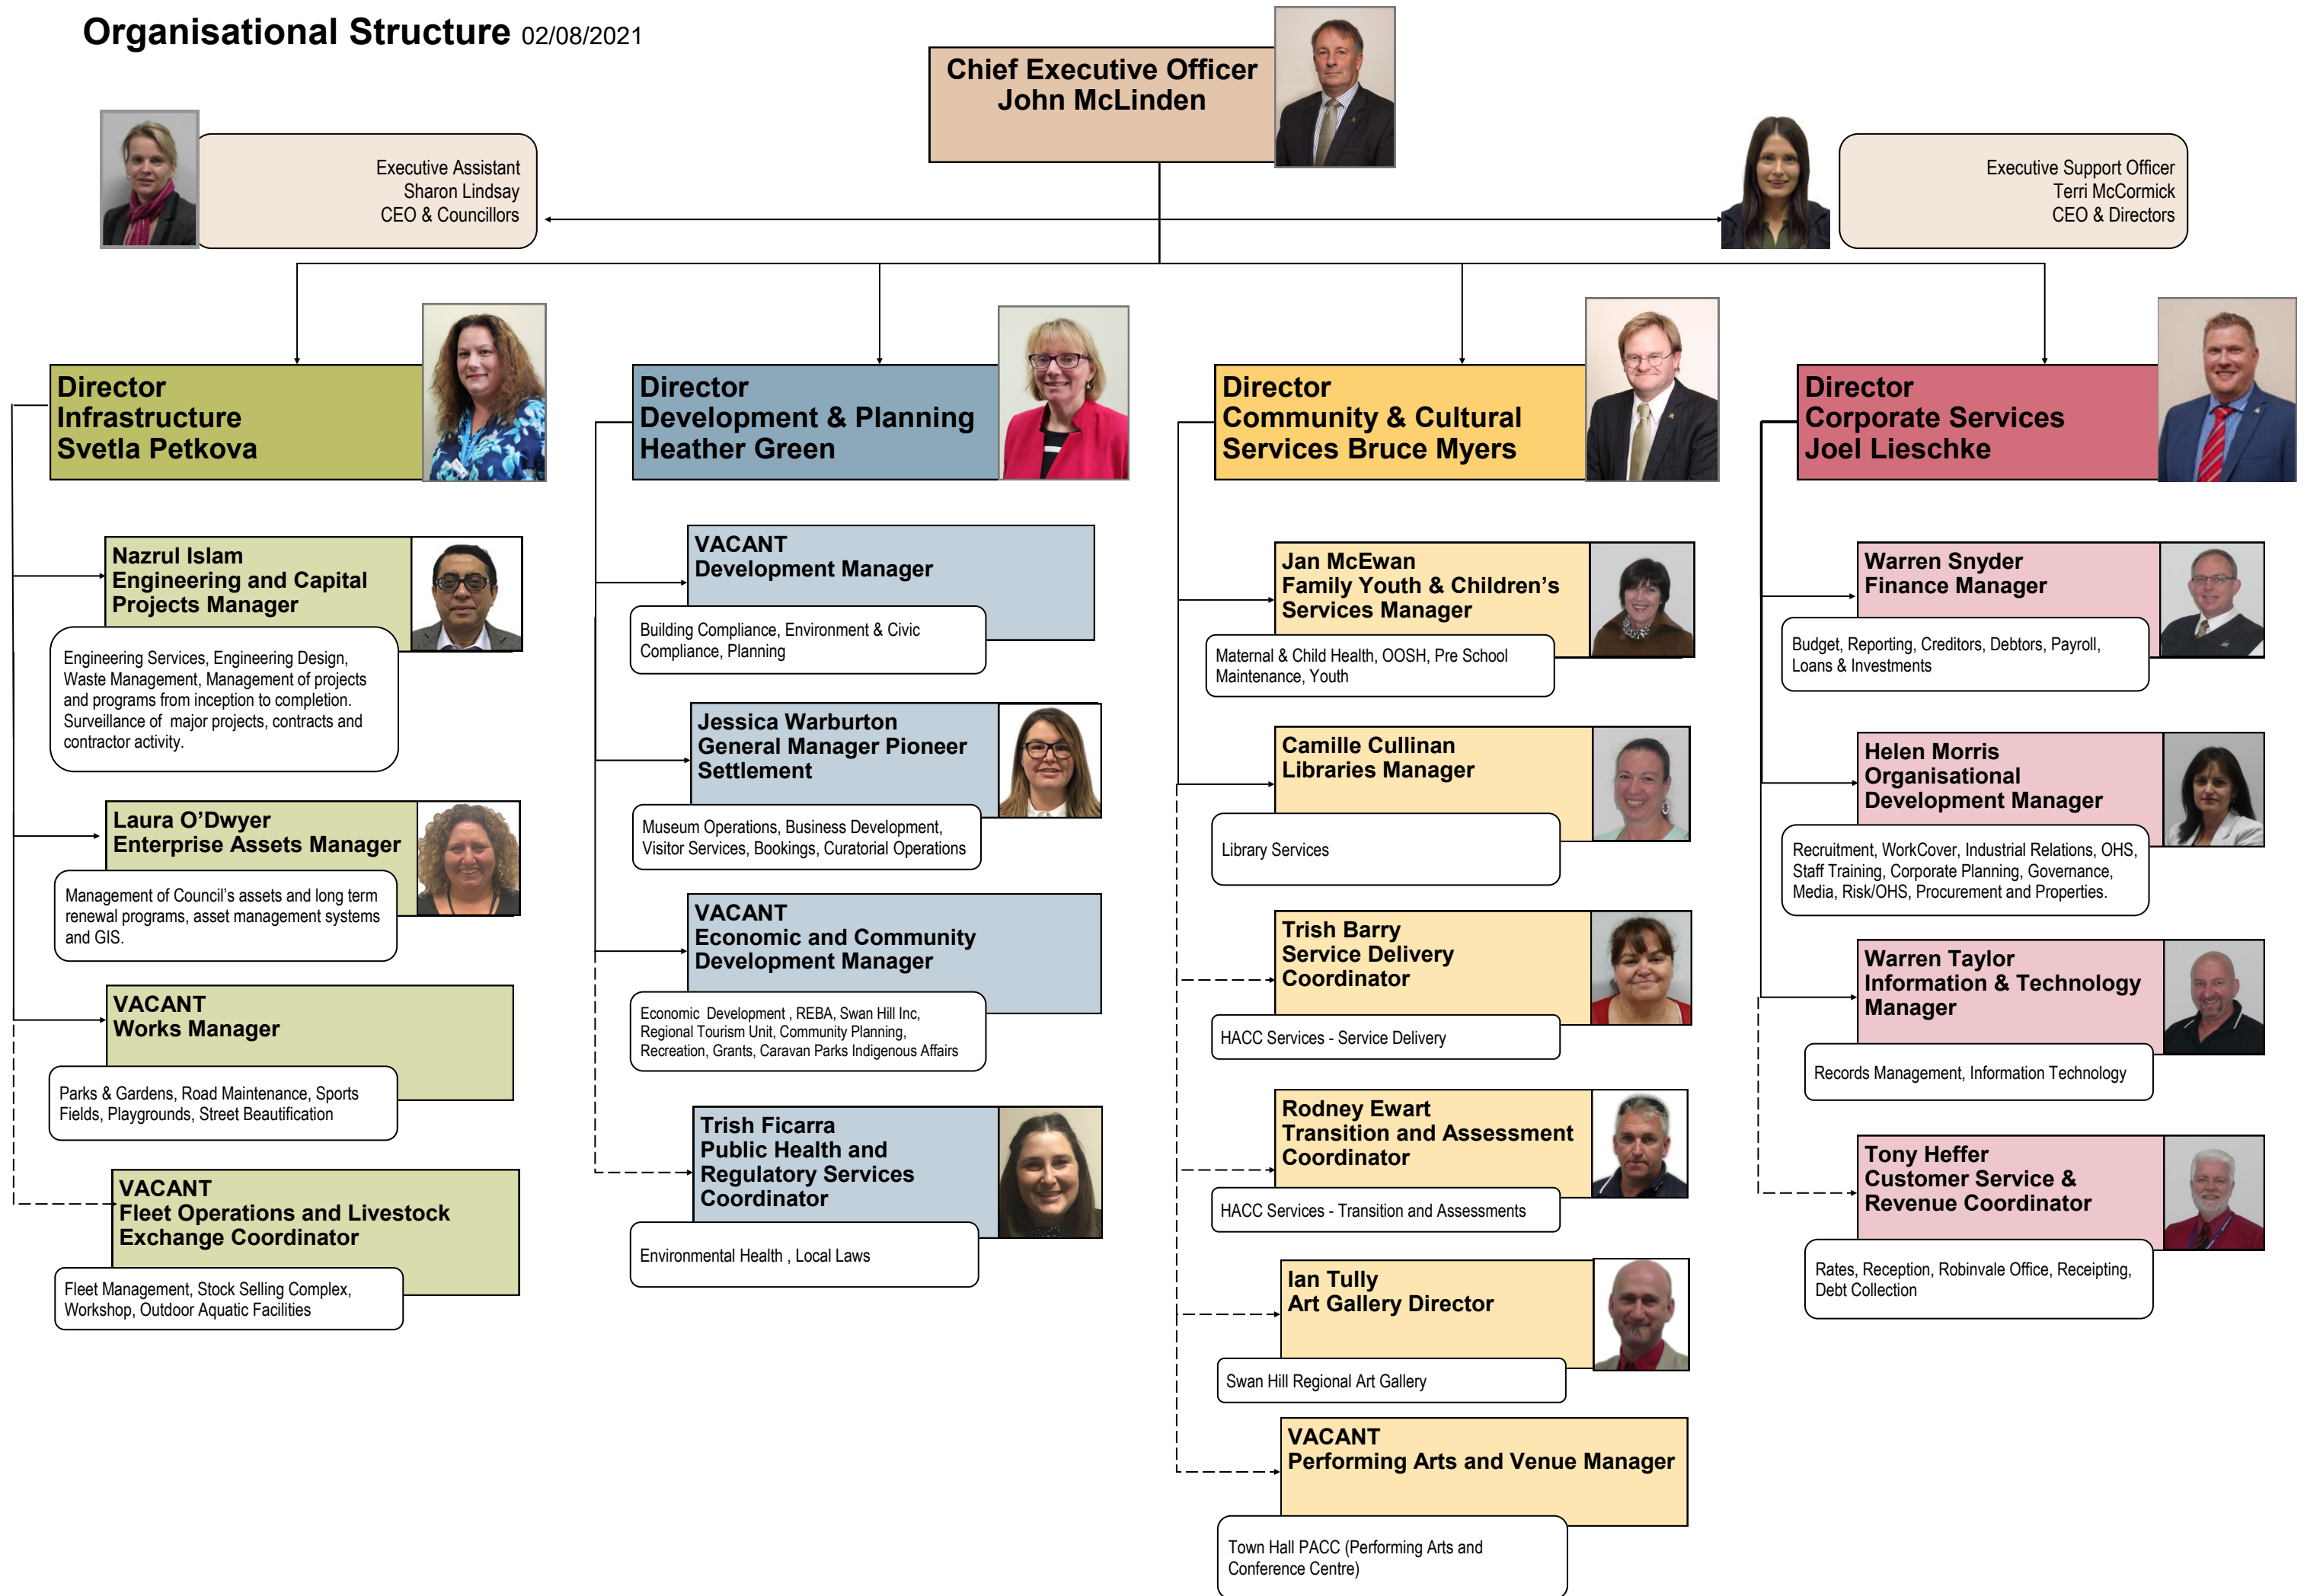 Organisational Structure 02/08/2021
Chief Executive Officer
John McLinden
Executive Assistant
Sharon Lindsay
CEO & Councillors
Executive Support Officer
Terri McCormick
CEO & Directors
Director
Infrastructure
Svetla Petkova
Nazrul Islam
Engineering and Capital
Projects Manager
Engineering Services, Engineering Design,
Waste Management, Management of projects
and programs from inception to completion.
Surveillance of major projects, contracts and
contractor activity.
Laura O’Dwyer
Enterprise Assets Manager
Management of Council’s assets and long term
renewal programs, asset management systems
and GIS.
VACANT
Works Manager
Parks & Gardens, Road Maintenance, Sports
Fields, Playgrounds, Street Beautification
VACANT
Fleet Operations and Livestock
Exchange Coordinator
Fleet Management, Stock Selling Complex,
Workshop, Outdoor Aquatic Facilities
Director
Development & Planning
Heather Green
VACANT
Development Manager
Building Compliance, Environment & Civic
Compliance, Planning
Jessica Warburton
General Manager Pioneer
Settlement
Museum Operations, Business Development,
Visitor Services, Bookings, Curatorial Operations
VACANT
Economic and Community
Development Manager
Economic Development , REBA, Swan Hill Inc,
Regional Tourism Unit, Community Planning,
Recreation, Grants, Caravan Parks Indigenous Affairs
Trish Ficarra
Public Health and
Regulatory Services
Coordinator
Environmental Health , Local Laws
Director
Community & Cultural
Services Bruce Myers
Jan McEwan
Family Youth & Children’s
Services Manager
Maternal & Child Health, OOSH, Pre School
Maintenance, Youth
Camille Cullinan
Libraries Manager
Library Services
Trish Barry
Service Delivery
Coordinator
HACC Services - Service Delivery
Rodney Ewart
Transition and Assessment
Coordinator
HACC Services - Transition and Assessments
Ian Tully
Art Gallery Director
Swan Hill Regional Art Gallery
VACANT
Performing Arts and Venue Manager
Town Hall PACC (Performing Arts and
Conference Centre)
Director
Corporate Services
Joel Lieschke
Warren Snyder
Finance Manager
Budget, Reporting, Creditors, Debtors, Payroll,
Loans & Investments
Helen Morris
Organisational
Development Manager
Recruitment, WorkCover, Industrial Relations, OHS,
Staff Training, Corporate Planning, Governance,
Media, Risk/OHS, Procurement and Properties.
Warren Taylor
Information & Technology
Manager
Records Management, Information Technology
Tony Heffer
Customer Service &
Revenue Coordinator
Rates, Reception, Robinvale Office, Receipting,
Debt Collection